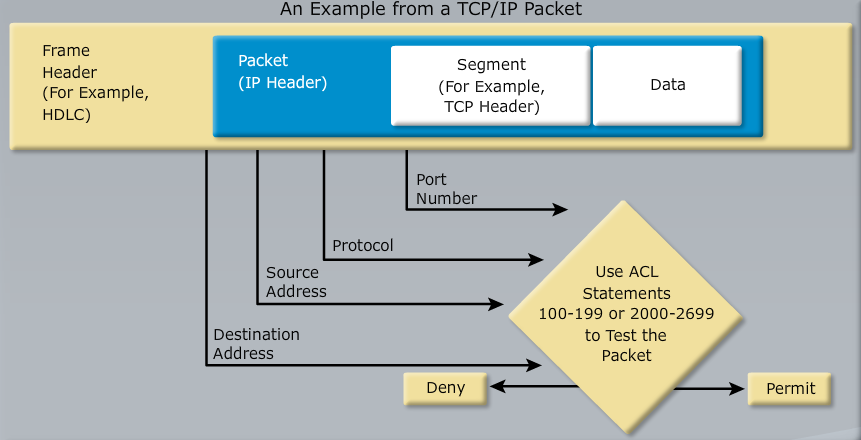 An Example from a TCP/IP Packet
Frame
Header
(For Example,
HDLC)
Packet
(IP Header)
Segment
(For Example,
TCP Header)
Data
Port
Number
Protocol
Source
Address
Destination
Address
Use ACL
Statements
100-199 or 2000-2699
to Test the
Packet
Deny
Permit